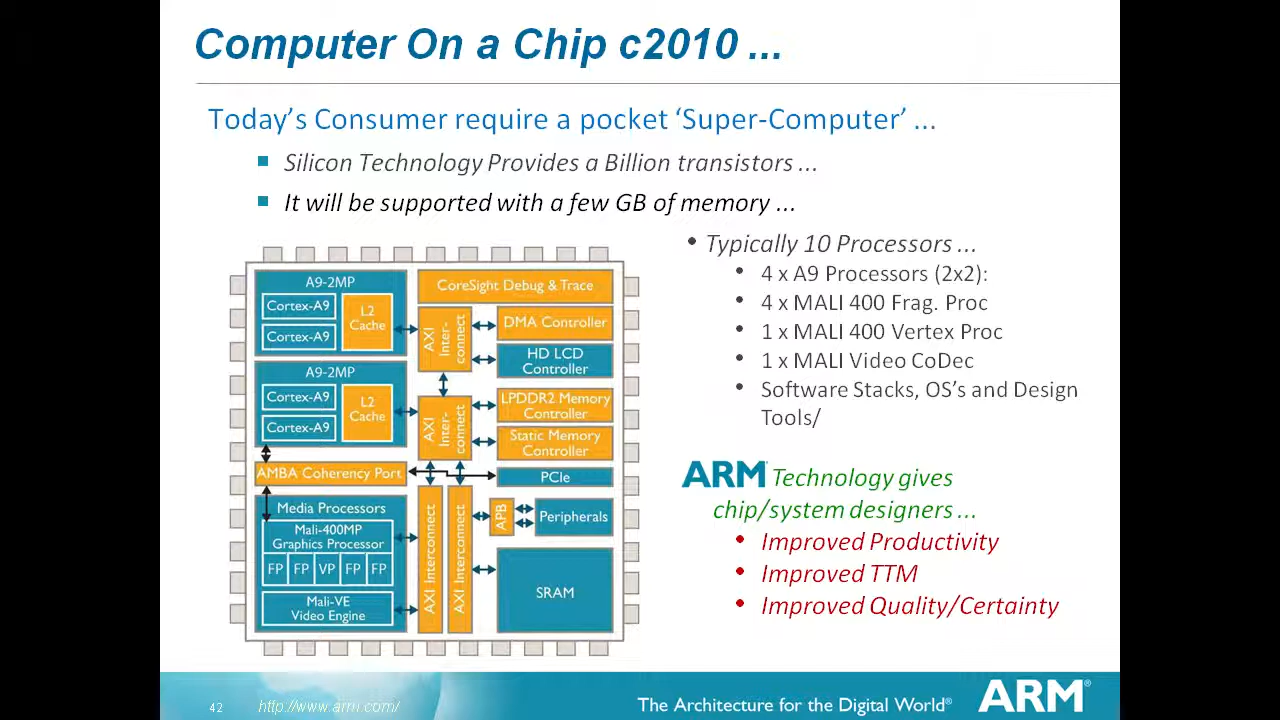 Computer On a Chip c2010 ...
Today's Consumer require a pocket ‘Super-Computer’ ...
Silicon Technology Provides a Billion transistors ...
It will be supported with a few GB of memory ...
• Typically 10 Processors ...
• 4 x A9 Processors (2x2):
• 4 x MALI 400 Frag. Proc
• 1 x MALI 400 Vertex Proc
• 1 x MALI Video CoDec
• Software Stacks, OS's and Design
Tools/
ARM Technology gives
chip/system designers ...
• Improved Productivity
• Improved TTM
• Improved Quality/Certainty
A9-2MP
Cortex-A9
Cortex-A9
L2
Cache
A9-2MP
Cortex-A9
Cortex-A9
L2
Cache
AMBA Coherency Port
Media Processors
Mali-400MP
Graphics Processor
FP FP VP FP FP
Mali-VE
Video Engine
CoreSight Debug & Trace
AXI
Inter-
connect
DMA Controller
HD LCD
Controller
AXI
Inter-
connect
LPDDR2 Memory
Controller
Static Memory
Controller
PCIe
AXI Interconnect
AXI Interconnect
APB
Peripherals
SRAM
42
http://www.arm.com/
The Architecture for the Digital World®
ARM®